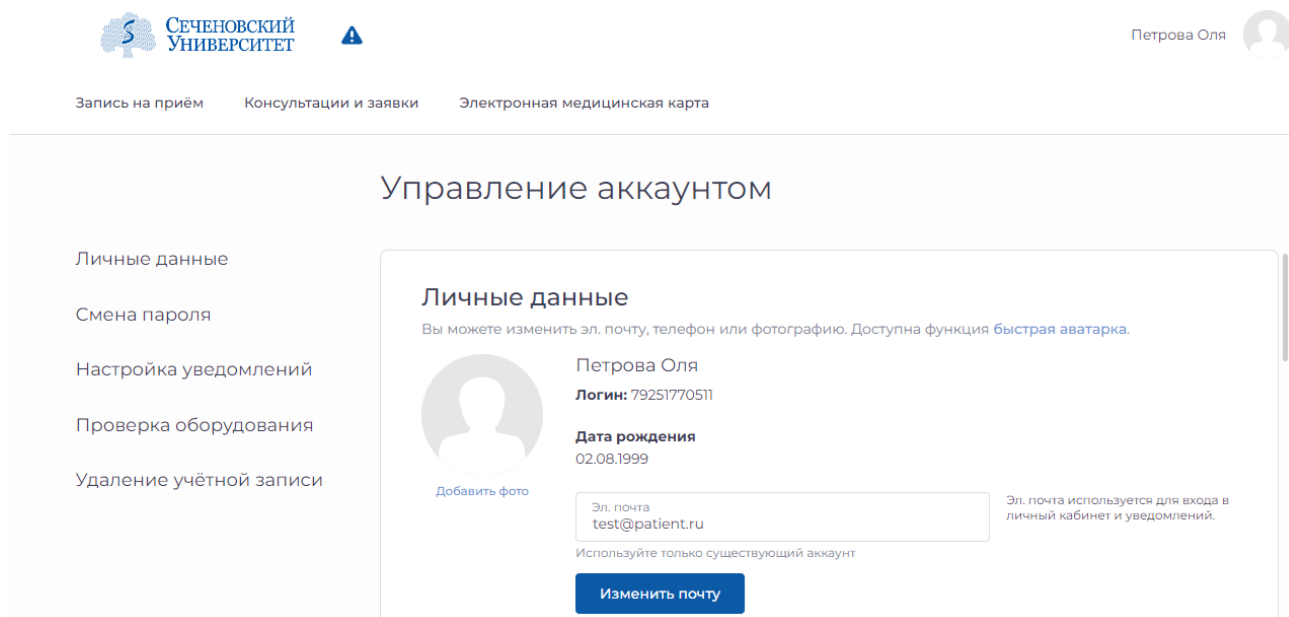 Сеченовский
Университет
Петрова Оля
Запись на приём
Консультации и заявки
Электронная медицинская карта
Управление аккаунтом
Личные данные
Смена пароля
Настройка уведомлений
Проверка оборудования
Удаление учётной записи
Личные данные
Вы можете изменить эл. почту, телефон или фотографию. Доступна функция быстрая аватарка.
Добавить фото
Петрова Оля
Логин: 79251770511
Дата рождения
02.08.1999
Эл. почта
test@patient.ru
Используйте только существующий аккаунт
Эл. почта используется для входа в
личный кабинет и уведомлений.
Изменить почту